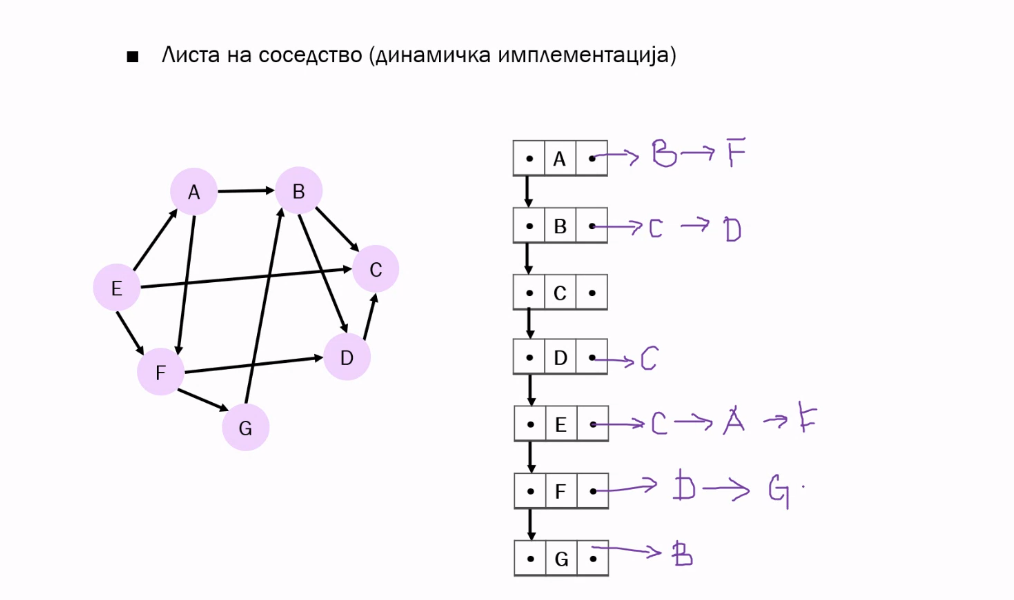 ▪ Листа на соседство (динамичка имплементација)
A B
E C
F D
G
A → B → F
B → C → D
C
D → C
E → C → A → F
F → D → G
G → B